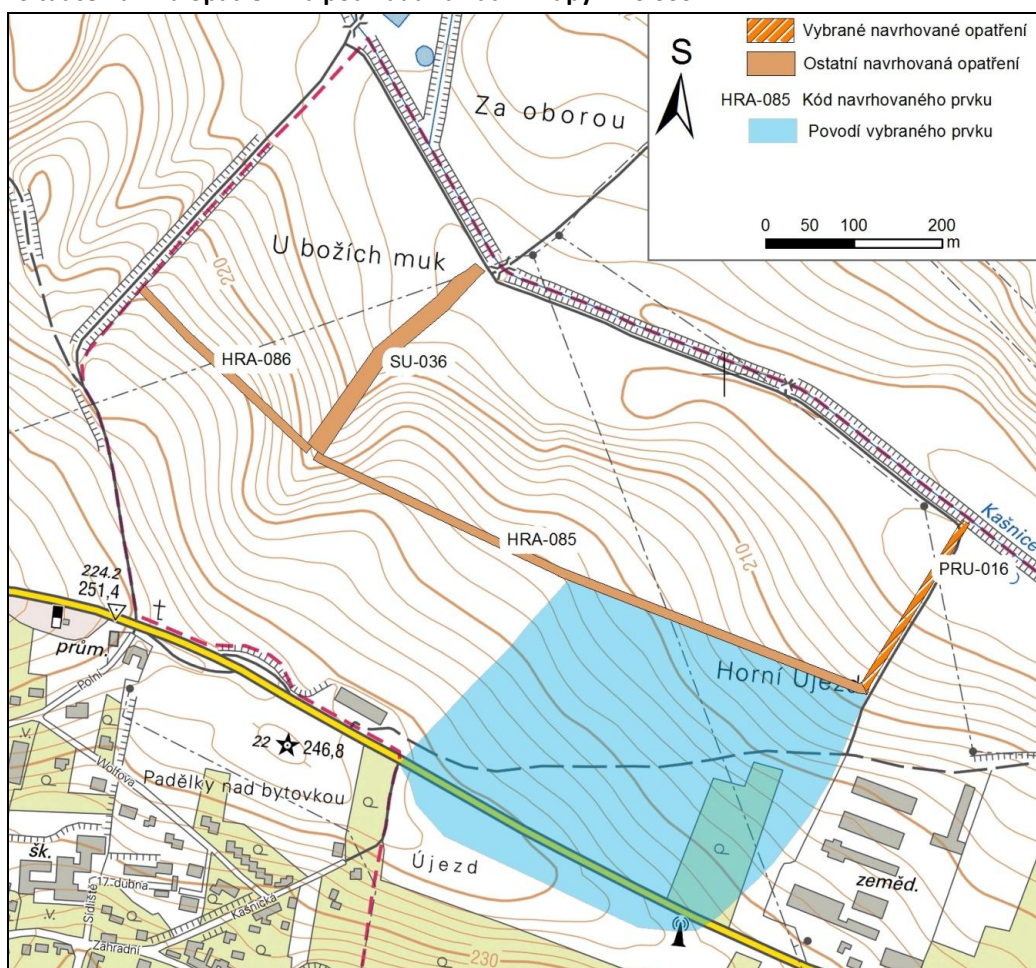 Vybrané navrhované opatření
Ostatní navrhovaná opatření
HRA-085 Kód navrhovaného prvku
Povodí vybraného prvku
0 50 100 200
m
S
Za oborou
U božích muk
220
HRA-086
SU-036
HRA-085
210
Kašnice
PRU-016
224.2
251,4
prům.
Polní
Horní Újezd
22 246,8
Wolfova
Padělky nad bytovkou
Újezd
šk.
17.dubna
Sídliště
Kašnická
Zahradní
zeměd.
230